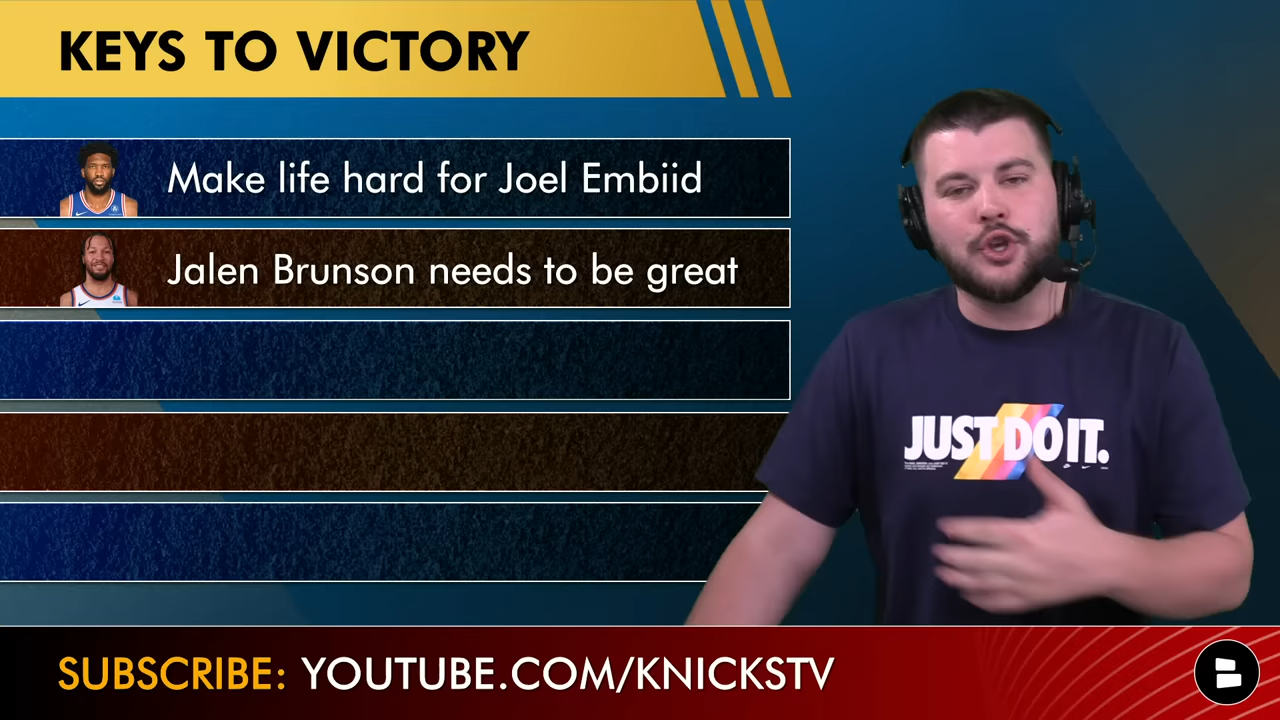 KEYS TO VICTORY
Make life hard for Joel Embiid
Jalen Brunson needs to be great
JUST DO IT.
SUBSCRIBE: YOUTUBE.COM/KNICKSTV